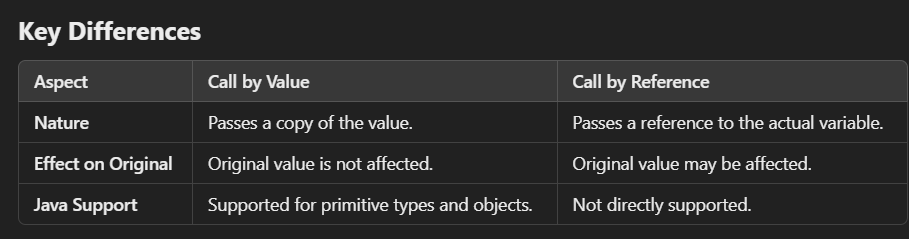 Key Differences
Aspect Call by Value Call by Reference
Nature Passes a copy of the value. Passes a reference to the actual variable.
Effect on Original Original value is not affected. Original value may be affected.
Java Support Supported for primitive types and objects. Not directly supported.